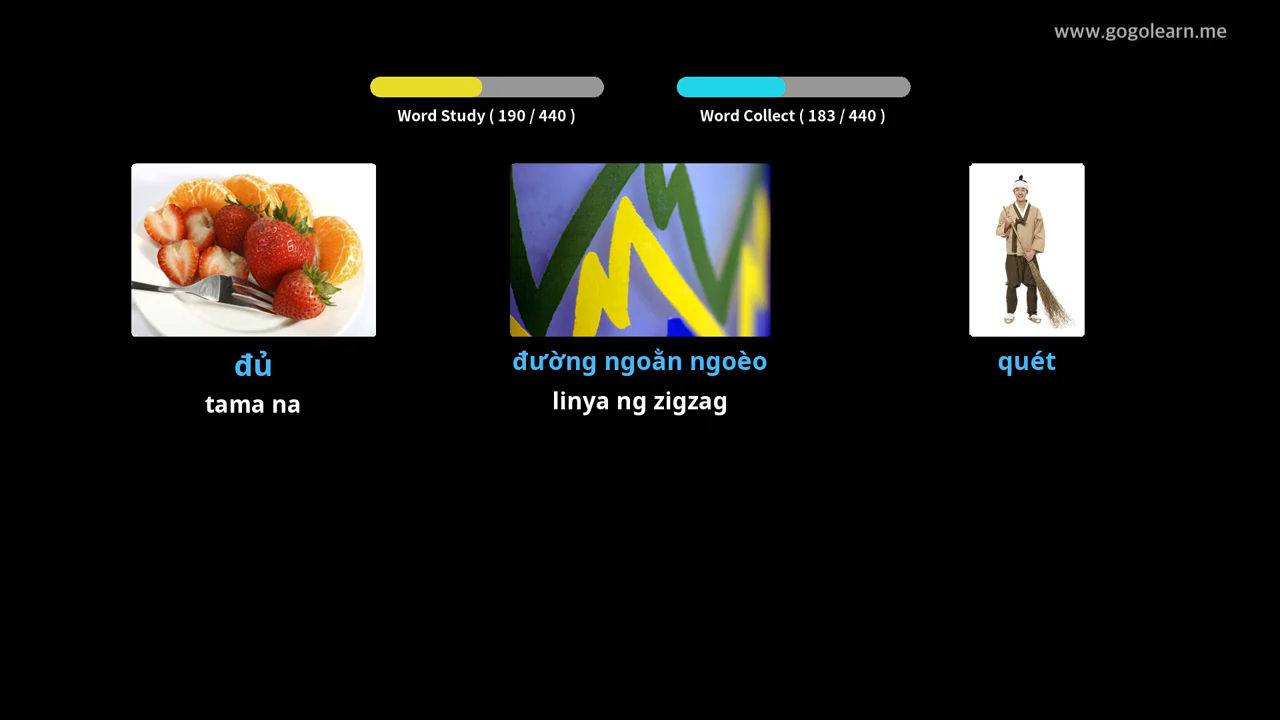 www.gogolearn.me
Word Study ( 190 / 440 )
Word Collect ( 183 / 440 )
đủ
tama na
đường ngoằn ngoèo
linya ng zigzag
quét